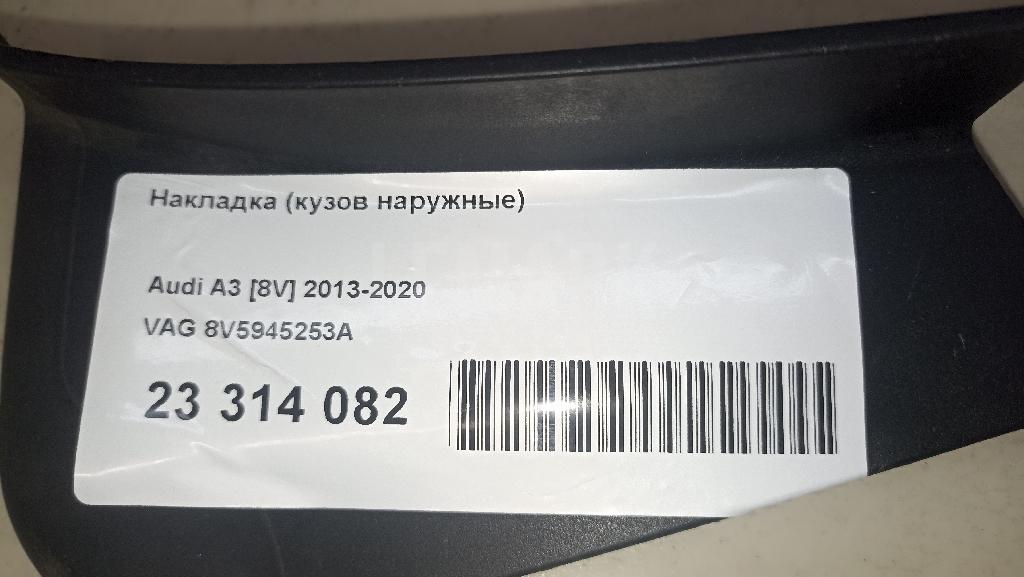 Накладка (кузов наружные)
Audi A3 [8V] 2013-2020
VAG 8V5945253A
23 314 082